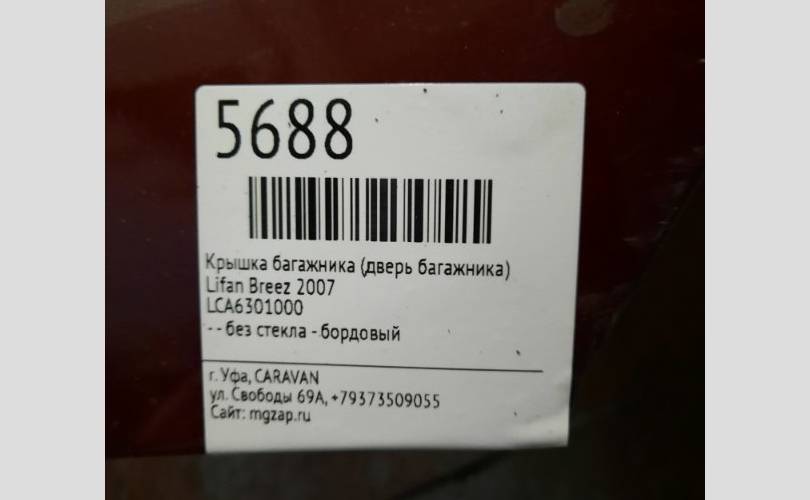 5688
Крышка багажника (дверь багажника)
Lifan Breez 2007
LCA6301000
- - без стекла - бордовый
г. Уфа, CARAVAN
ул. Свободы 69А, +79373509055
Сайт: mgzap.ru